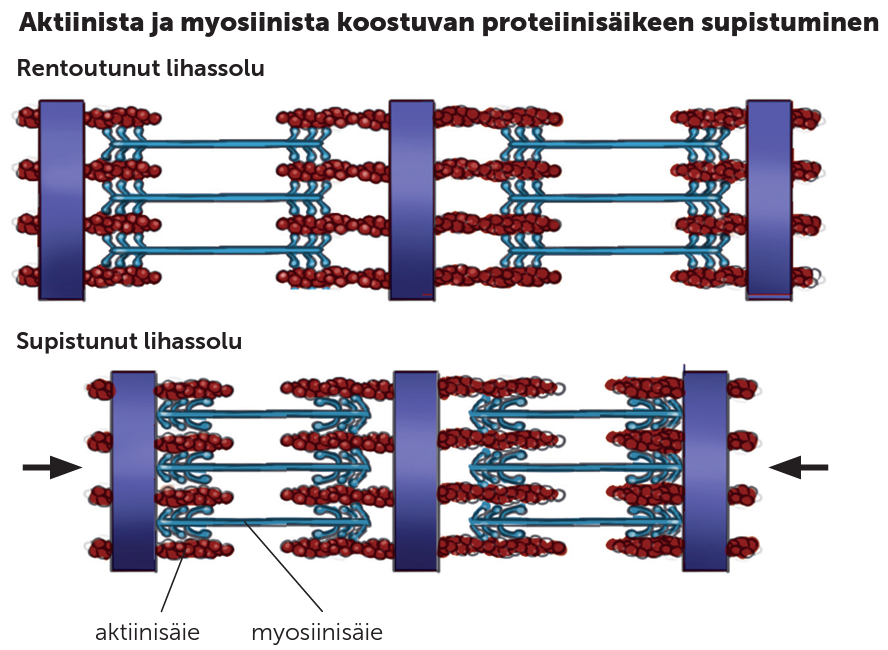 Aktiinista ja myosiinista koostuvan proteiinisäikeen supistuminen
Rentoutunut lihassolu
Supistunut lihassolu
aktiinisäie myosiinisäie